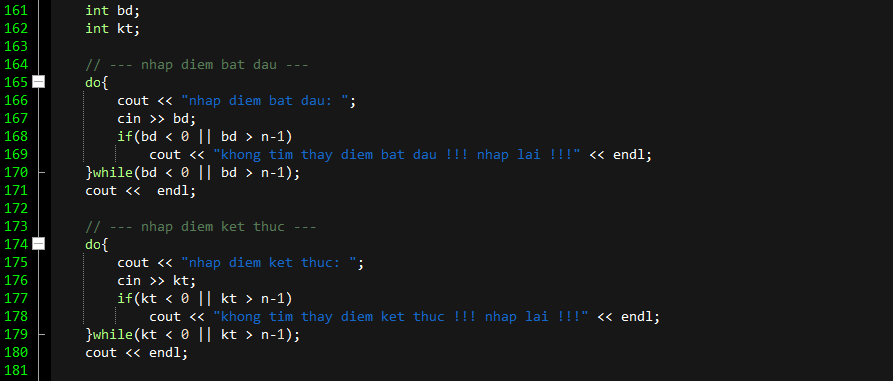 161 int bd;
162 int kt;
163
164 // --- nhap diem bat dau ---
165 do{
166 cout << "nhap diem bat dau: ";
167 cin >> bd;
168 if(bd < 0 || bd > n-1)
169 cout << "khong tim thay diem bat dau !!! nhap lai !!!" << endl;
170 }while(bd < 0 || bd > n-1);
171 cout <<  endl;
172
173 // --- nhap diem ket thuc ---
174 do{
175 cout << "nhap diem ket thuc: ";
176 cin >> kt;
177 if(kt < 0 || kt > n-1)
178 cout << "khong tim thay diem ket thuc !!! nhap lai !!!" << endl;
179 }while(kt < 0 || kt > n-1);
180 cout << endl;
181